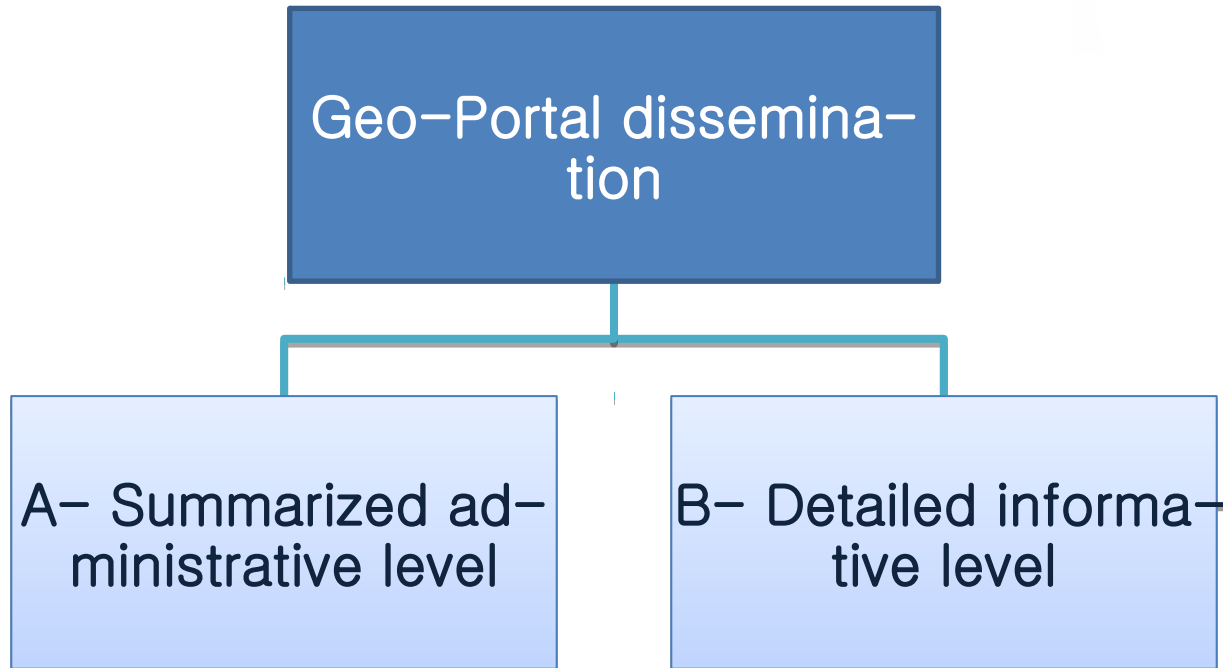 Geo-Portal dissemina-
tion
A- Summarized ad-
ministrative level
B- Detailed informa-
tive level